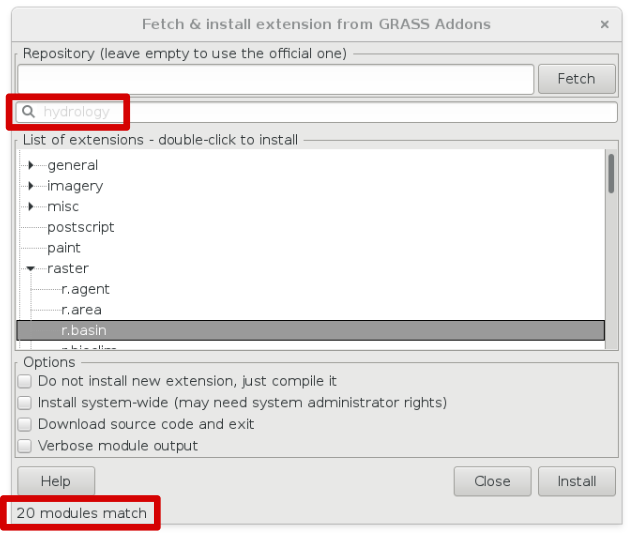 Fetch & install extension from GRASS Addons ×
Repository (leave empty to use the official one)
Fetch
hydrology
List of extensions - double-click to install
general
imagery
misc
postscript
paint
raster
r.agent
r.area
r.basin
Options
Do not install new extension, just compile it
Install system-wide (may need system administrator rights)
Download source code and exit
Verbose module output
Help Close Install
20 modules match